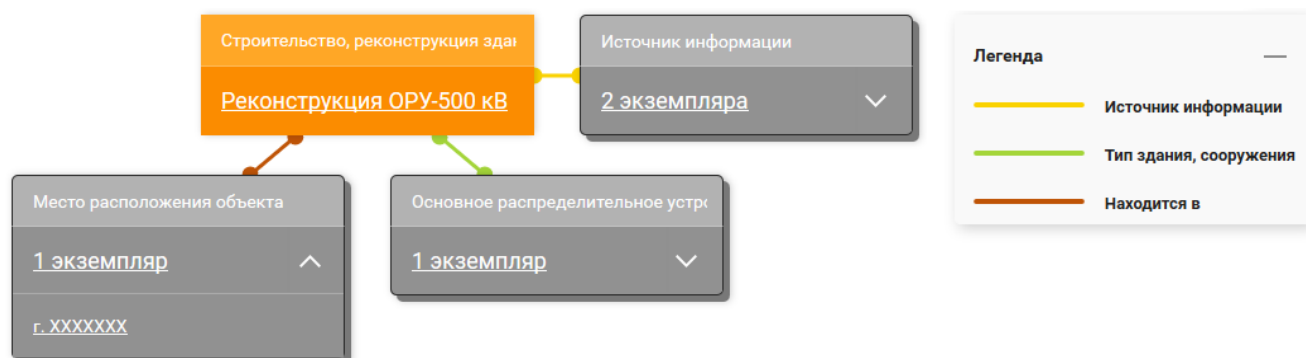 Строительство, реконструкция здан
Реконструкция ОРУ-500 кВ
Источник информации
2 экземпляра
Место расположения объекта
1 экземпляр
г. XXXXXXX
Основное распределительное устро
1 экземпляр
Легенда
Источник информации
Тип здания, сооружения
Находится в